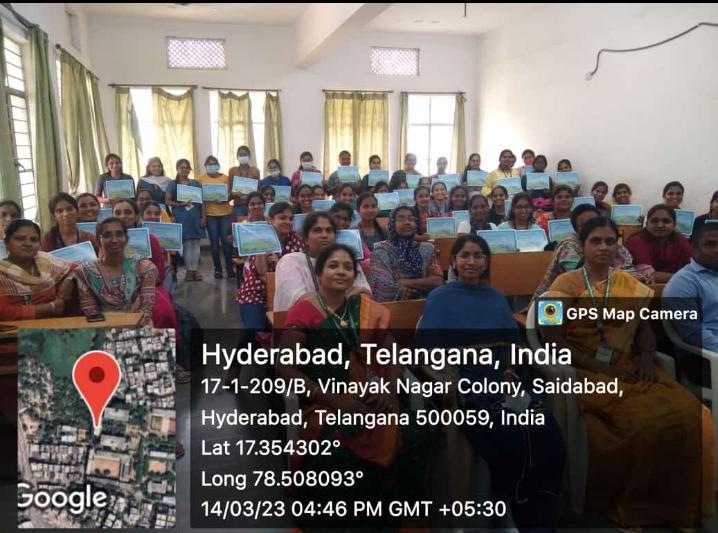 GPS Map Camera
Hyderabad, Telangana, India
17-1-209/B, Vinayak Nagar Colony, Saidabad,
Hyderabad, Telangana 500059, India
Lat 17.354302°
Long 78.508093°
14/03/23 04:46 PM GMT +05:30
Google